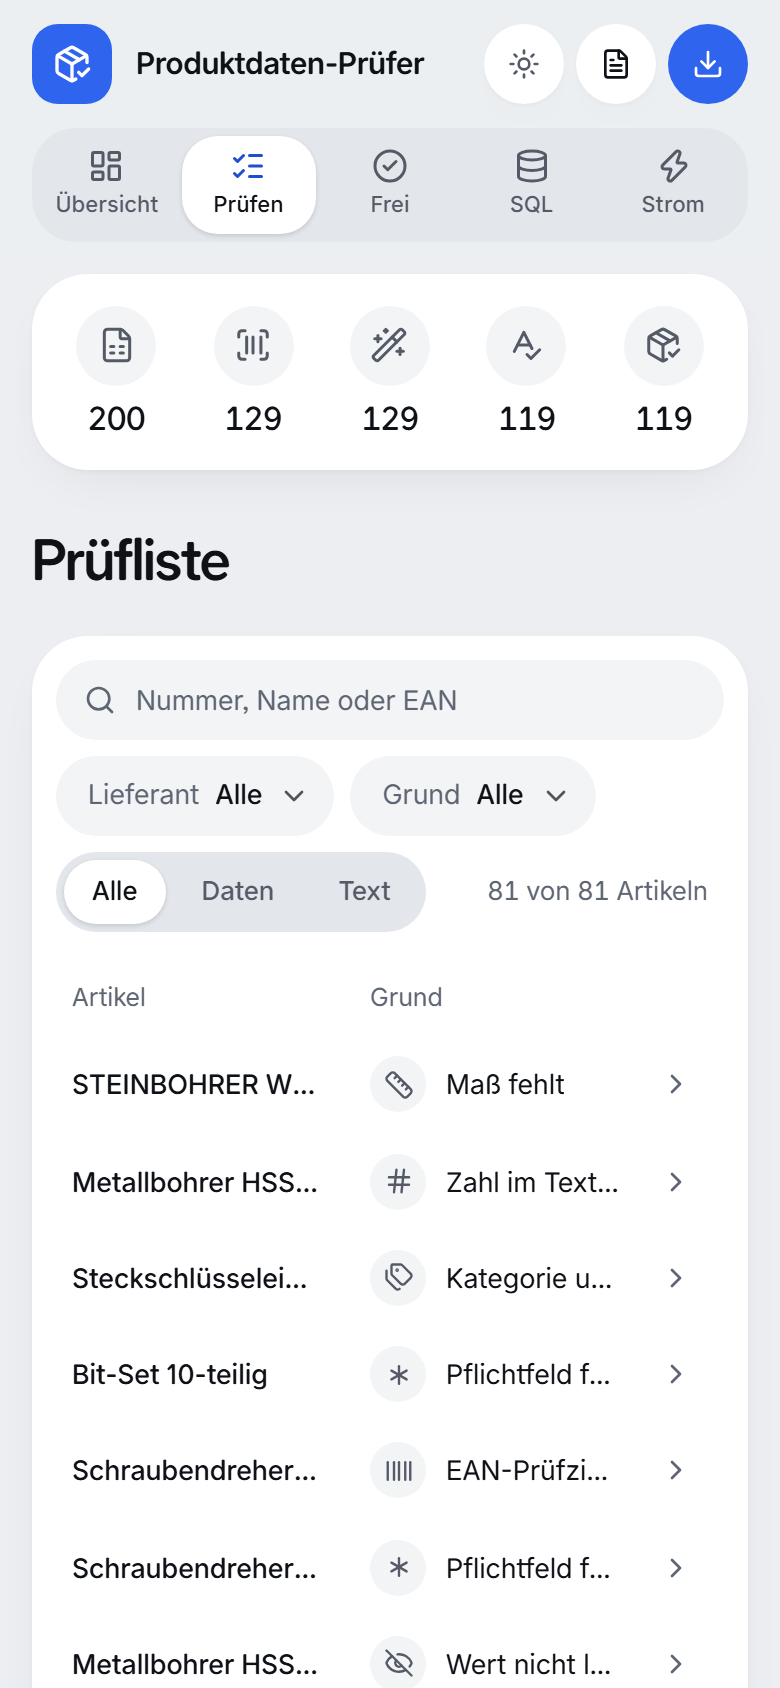 Produktdaten-Prüfer
Übersicht Prüfen Frei SQL Strom
200 129 129 119 119
Prüfliste
Nummer, Name oder EAN
Lieferant Alle Grund Alle
Alle Daten Text 81 von 81 Artikeln
Artikel Grund
STEINBOHRER W... Maß fehlt
Metallbohrer HSS... Zahl im Text...
Steckschlüsselei... Kategorie u...
Bit-Set 10-teilig Pflichtfeld f...
Schraubendreher... EAN-Prüfzi...
Schraubendreher... Pflichtfeld f...
Metallbohrer HSS... Wert nicht l...